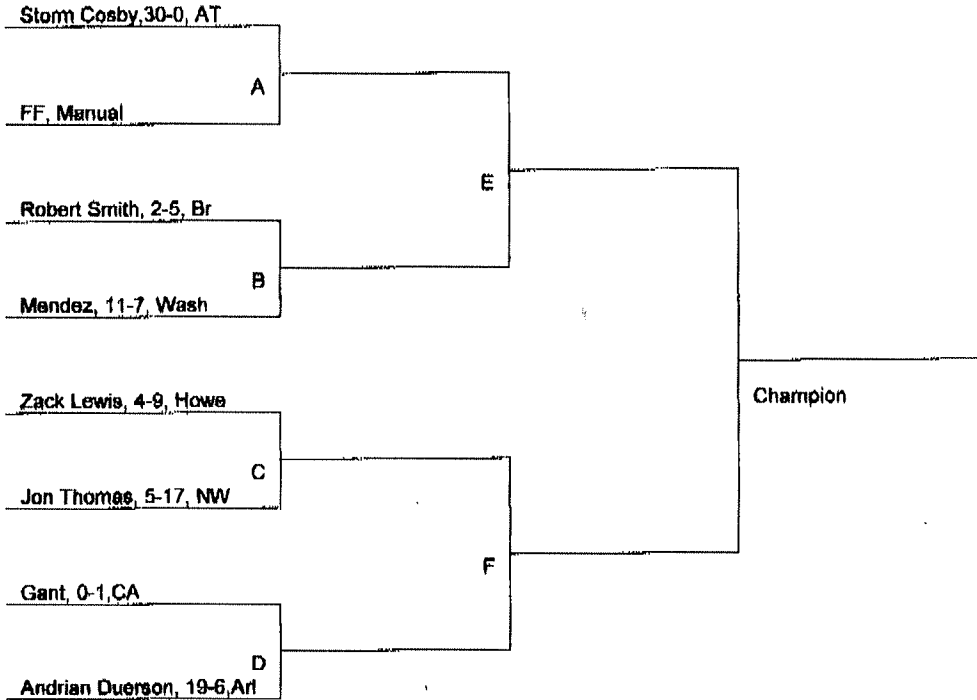 Storm Cosby,30-0, AT
A
FF, Manual
E
Robert Smith, 2-5, Br
B
Mendez, 11-7, Wash
Champion
Zack Lewis, 4-9, Howe
C
Jon Thomas, 5-17, NW
F
Gant, 0-1,CA
D
Andrian Duerson, 19-6,Arl